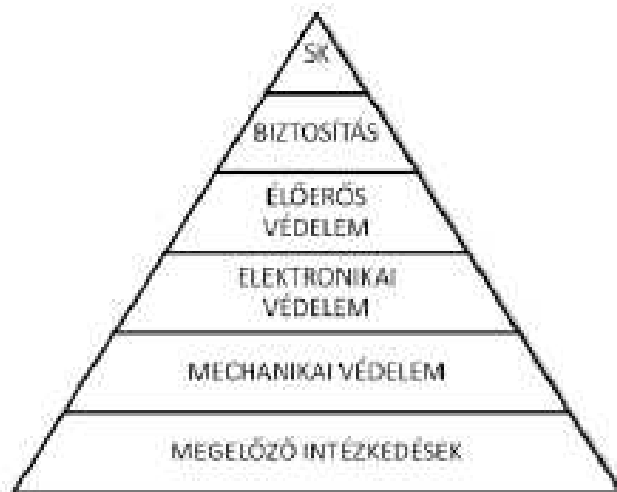 SK
BIZTOSÍTÁS
ÉLŐERŐS
VÉDELEM
ELEKTRONIKAI
VÉDELEM
MECHANIKAI VÉDELEM
MEGELŐZŐ INTÉZKEDÉSEK